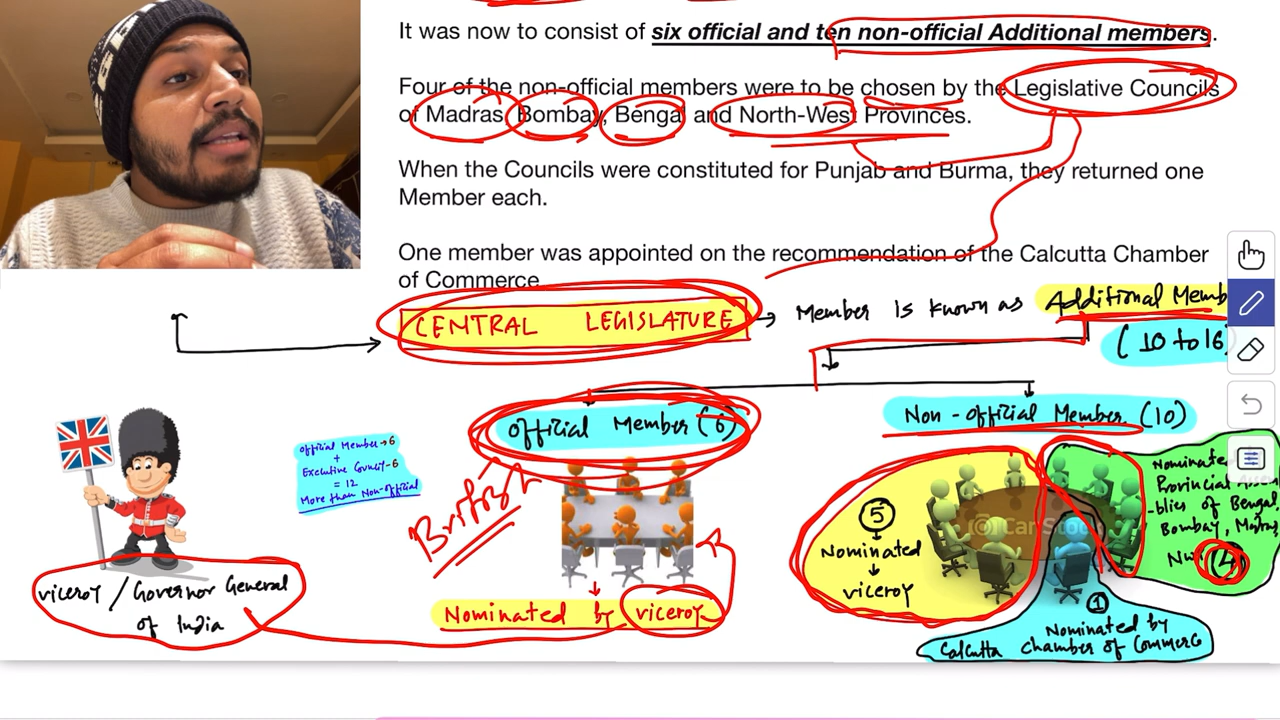 It was now to consist of six official and ten non-official Additional members.
Four of the non-official members were to be chosen by the Legislative Councils
of Madras, Bombay, Bengal and North-West Provinces.
When the Councils were constituted for Punjab and Burma, they returned one
Member each.
One member was appointed on the recommendation of the Calcutta Chamber
of Commerce
CENTRAL LEGISLATURE → Member is known as Additional Memb
(10 to 16)
Official Member (6)
Non-official Member (10)
official Member → 6
+
Executive Council - 6
= 12
More than Non-official
British
Nominated by viceroy
viceroy / Governor General
of India
5
Nominated
viceroy
Nominate
Provincial Assem
-blies of Bengal,
Bombay, Madras,
NW
4
1
Nominated by
Calcutta Chamber of Commerce